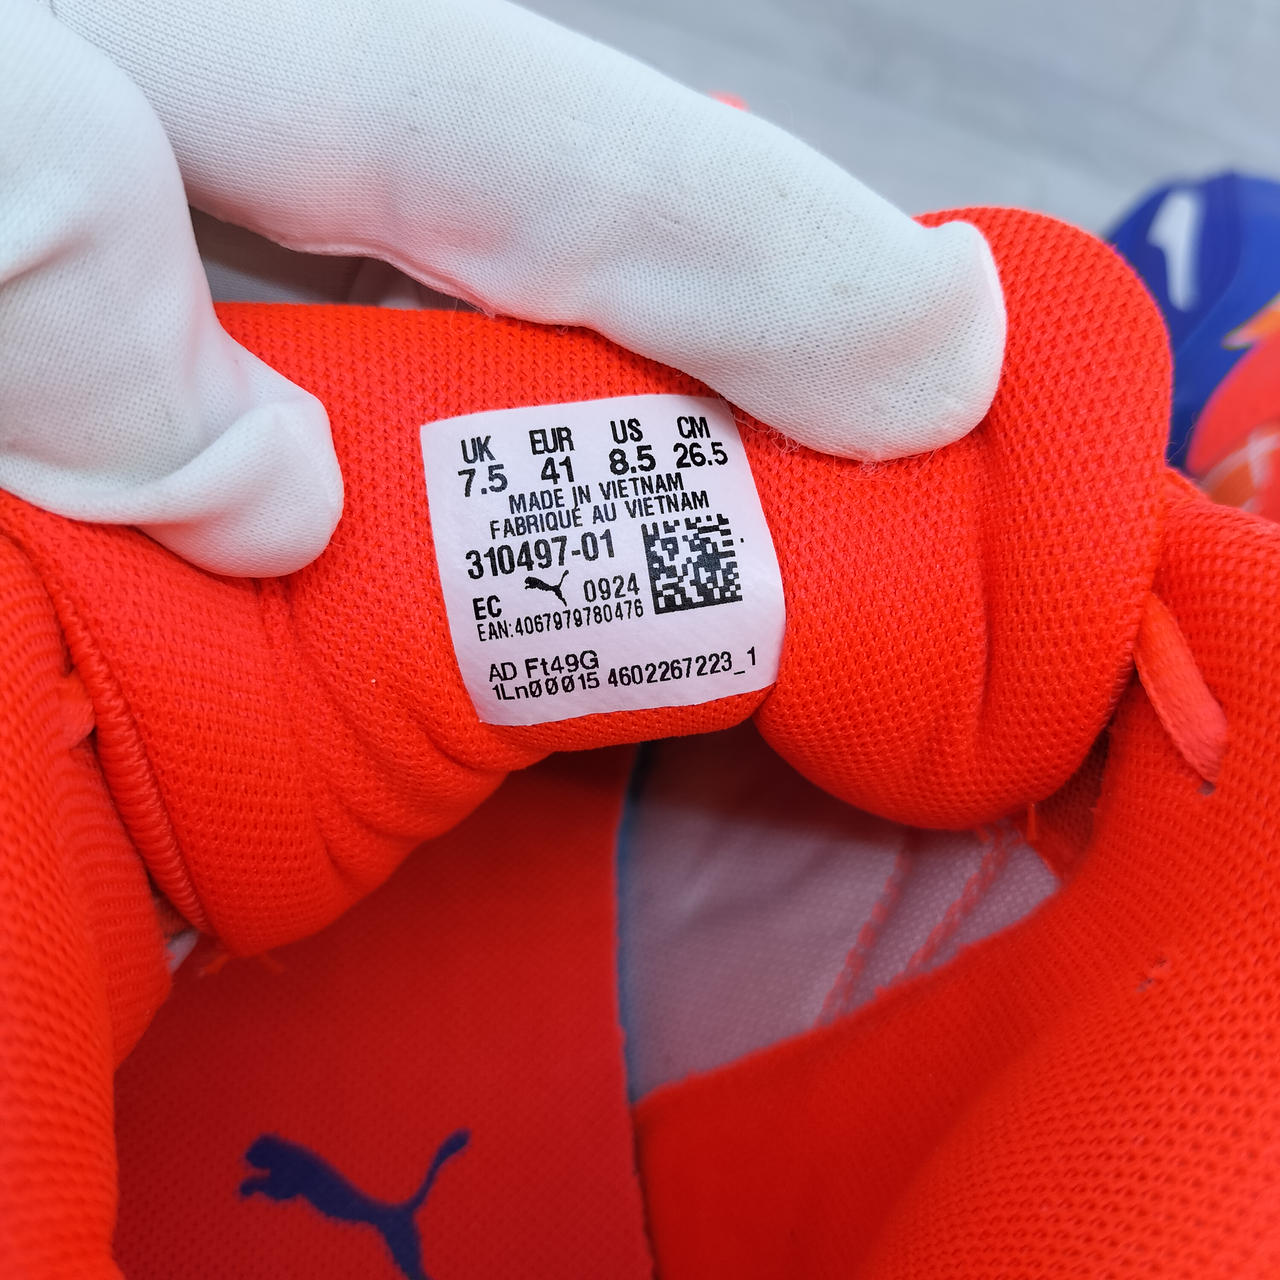 UK EUR US CM
7.5 41 8.5 26.5
MADE IN VIETNAM
FABRIQUÉ AU VIETNAM
310497-01
EC 0924
EAN:4067979780476
AD Ft49G
1Ln00015 4602267223_1